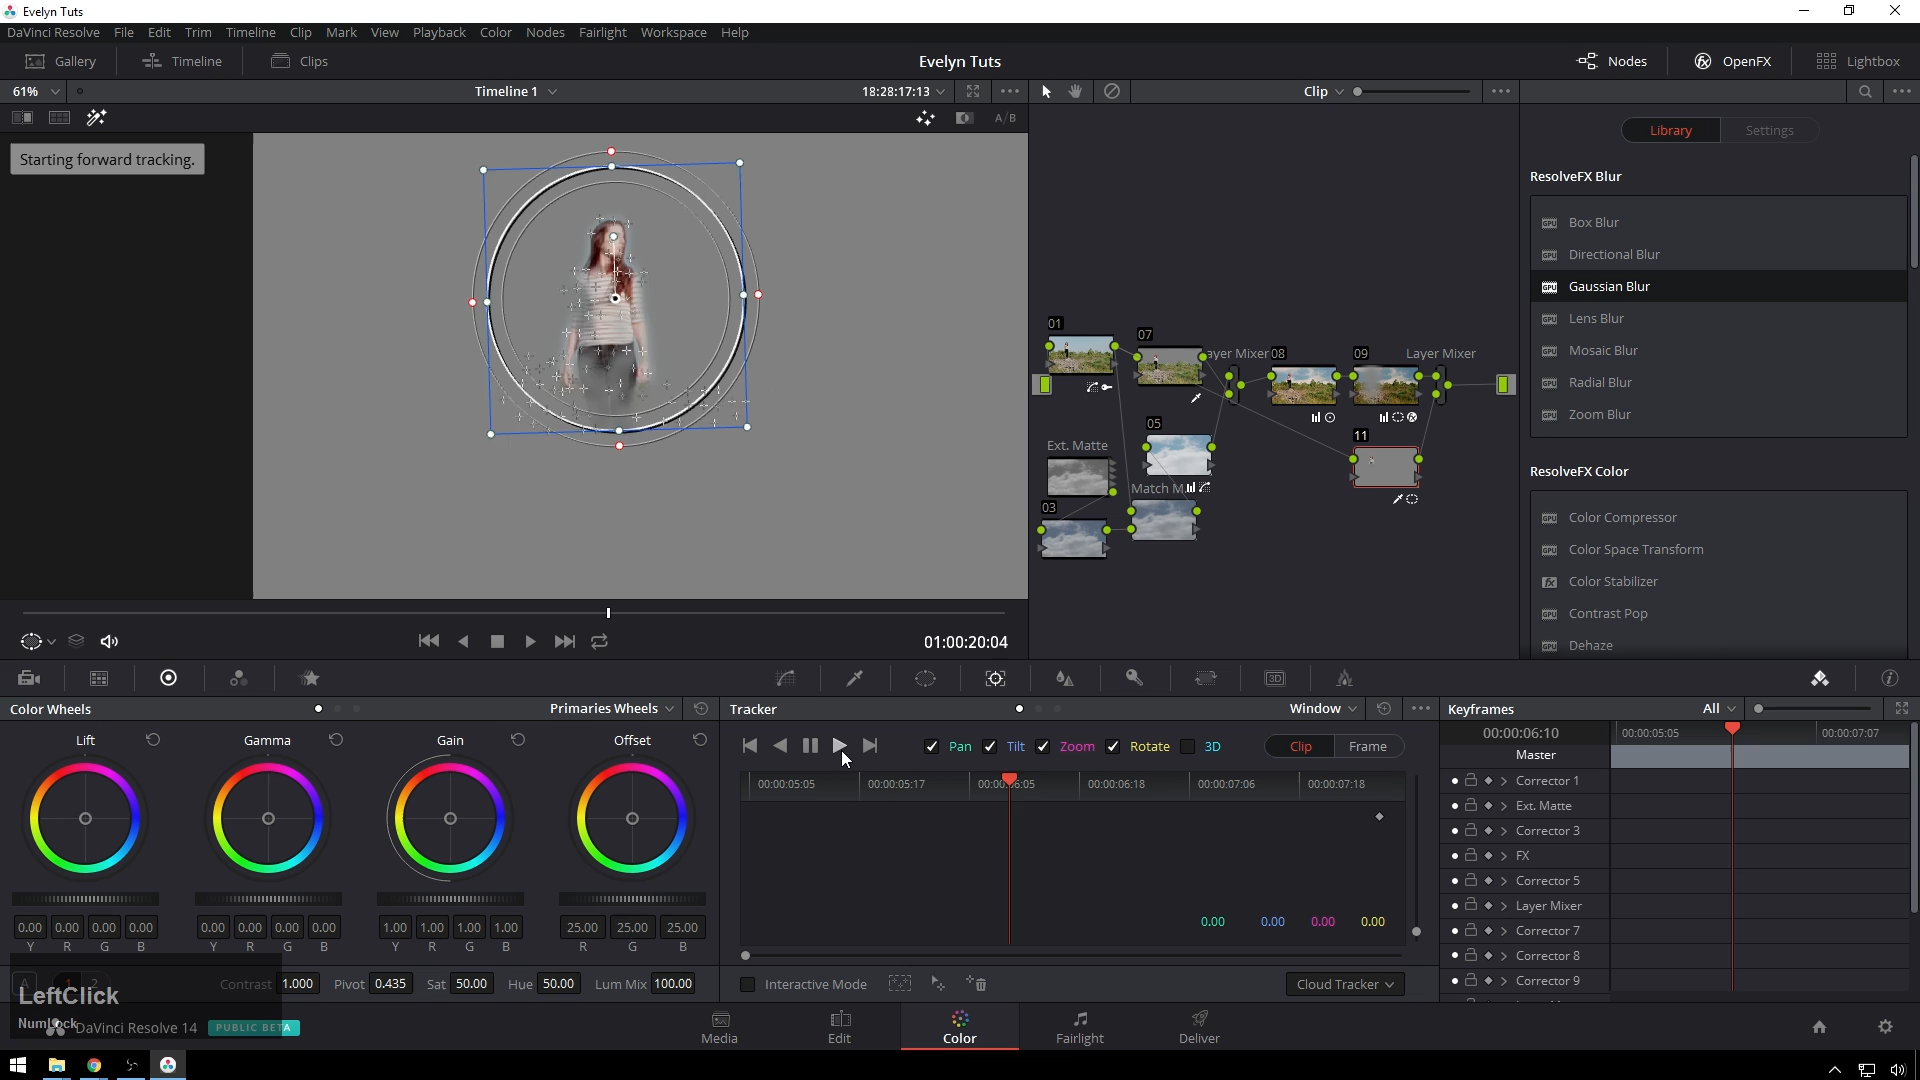 Evelyn Tuts
DaVinci Resolve File Edit Trim Timeline Clip Mark View Playback Color Nodes Fairlight Workspace Help
Gallery Timeline Clips Evelyn Tuts Nodes OpenFX Lightbox
61% Timeline 1 18:28:17:13 Clip
A/B
Library Settings
Starting forward tracking.
ResolveFX Blur
Box Blur
Directional Blur
Gaussian Blur
Lens Blur
Mosaic Blur
Radial Blur
Zoom Blur
ResolveFX Color
Color Compressor
Color Space Transform
Color Stabilizer
Contrast Pop
Dehaze
01 07 ayer Mixer 08 09 Layer Mixer
05 11
Ext. Matte
Match M
03
01:00:20:04
3D
Color Wheels Primaries Wheels Tracker Window Keyframes All
Lift Gamma Gain Offset
Pan Tilt Zoom Rotate 3D Clip Frame
00:00:06:10 00:00:05:05 00:00:07:07
Master
00:00:05:05 00:00:05:17 00:00:06:05 00:00:06:18 00:00:07:06 00:00:07:18
Corrector 1
Ext. Matte
Corrector 3
FX
Corrector 5
Layer Mixer
Corrector 7
Corrector 8
Corrector 9
0.00 0.00 0.00 0.00
0.00 0.00 0.00 0.00 0.00 0.00 0.00 0.00 1.00 1.00 1.00 1.00 25.00 25.00 25.00
Y R G B Y R G B Y R G B R G B
A 1 2 Contrast 1.000 Pivot 0.435 Sat 50.00 Hue 50.00 Lum Mix 100.00
Interactive Mode Cloud Tracker
LeftClick
NumLock
DaVinci Resolve 14 PUBLIC BETA
Media Edit Color Fairlight Deliver